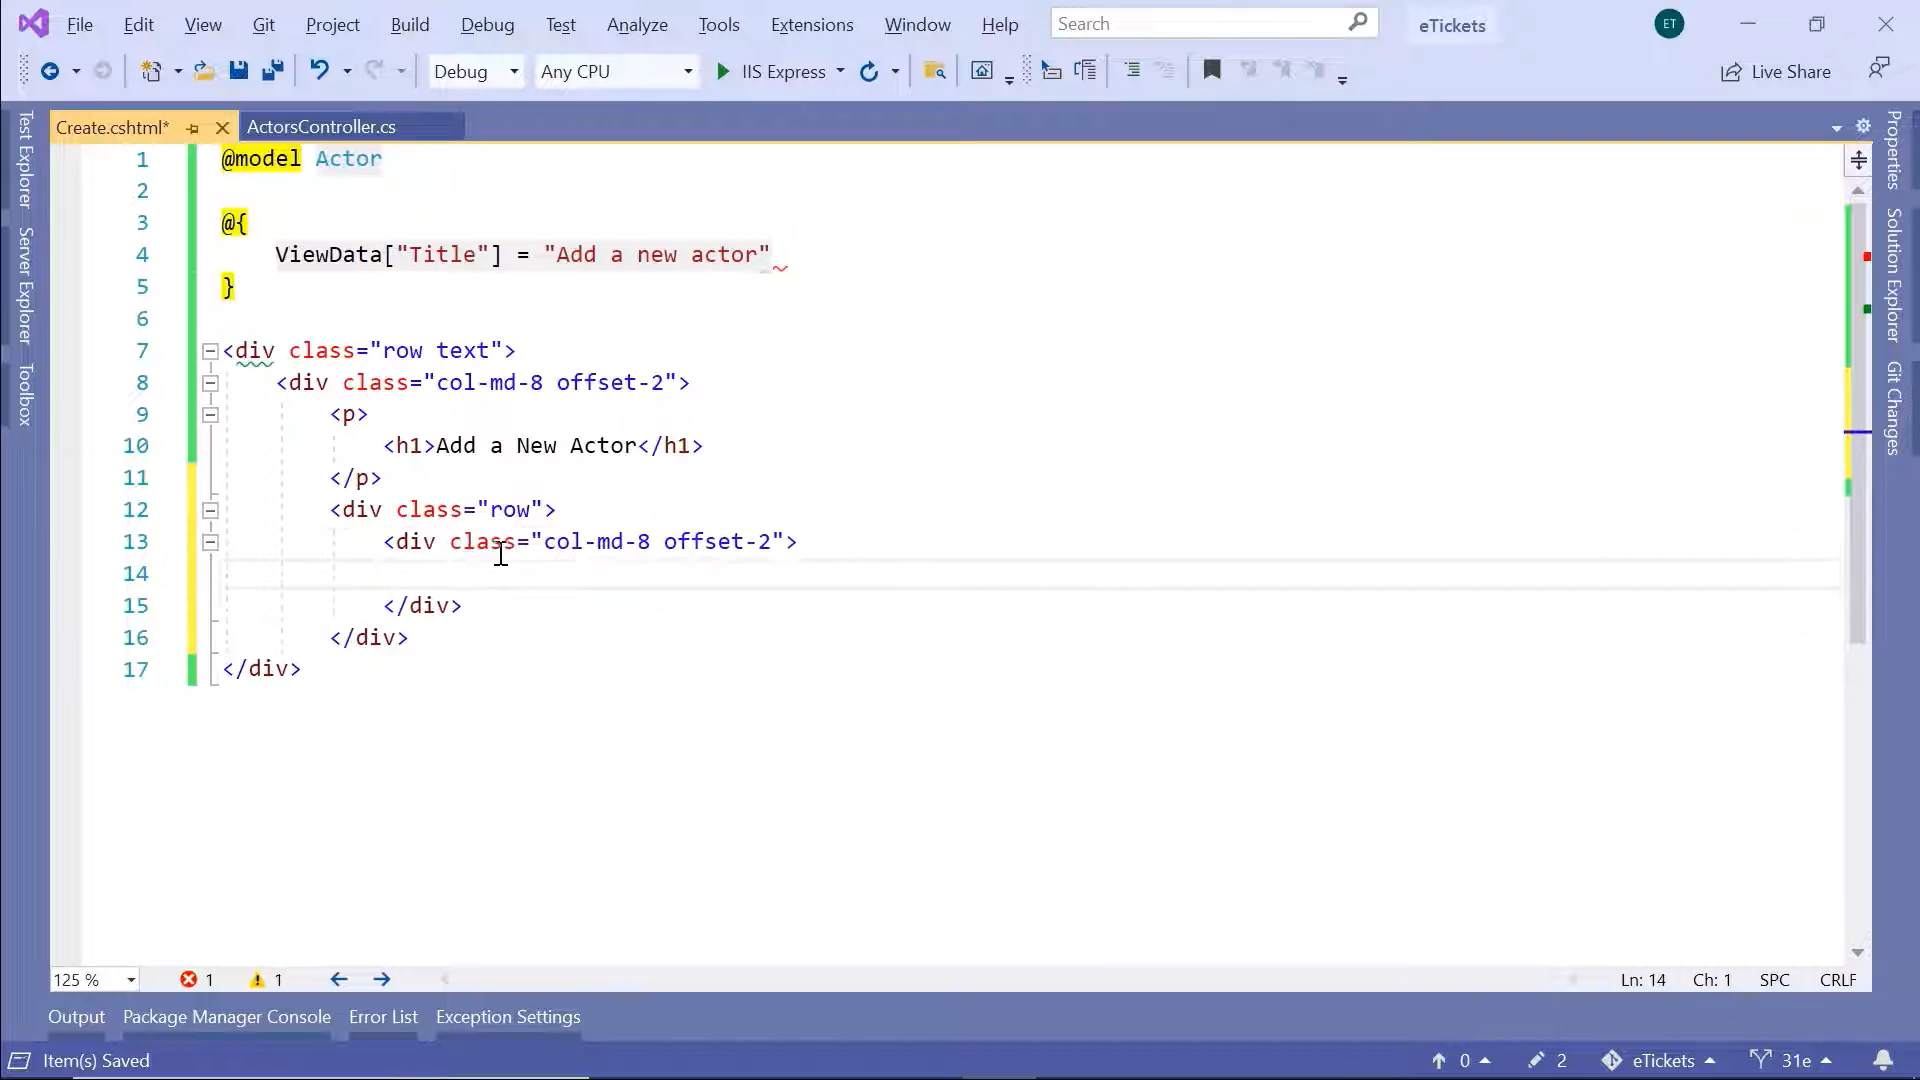 File Edit View Git Project Build Debug Test Analyze Tools Extensions Window Help Search eTickets ET
Debug Any CPU IIS Express Live Share
Create.cshtml* ActorsController.cs
Test Explorer
Server Explorer
Toolbox
1 @model Actor
2
3 @{
4 ViewData["Title"] = "Add a new actor"
5 }
6
7 <div class="row text">
8 <div class="col-md-8 offset-2">
9 <p>
10 <h1>Add a New Actor</h1>
11 </p>
12 <div class="row">
13 <div class="col-md-8 offset-2">
14
15 </div>
16 </div>
17 </div>
Properties
Solution Explorer
Git Changes
125 % 1 1 Ln: 14 Ch: 1 SPC CRLF
Output Package Manager Console Error List Exception Settings
Item(s) Saved 0 2 eTickets 31e